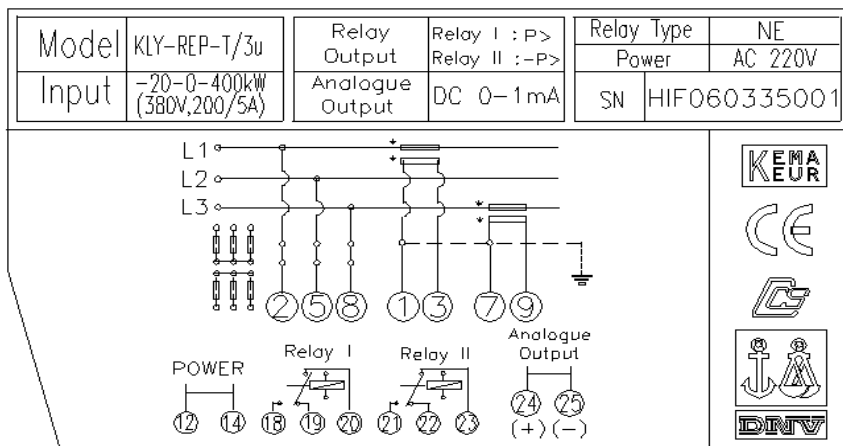 Model KLY-REP-T/3u
Input -20-0-400kW
(380V,200/5A)
Relay Output
Relay I :P>
Relay II :-P>
Analogue Output
DC 0-1mA
Relay Type NE
Power AC 220V
SN HIF060335001
L1
L2
L3
2 5 8 1 3 7 9
KEMA
EUR
CE
POWER
Relay I
Relay II
Analogue
Output
12 14 18 19 20 21 22 23 24 25
(+) (-)
DNV